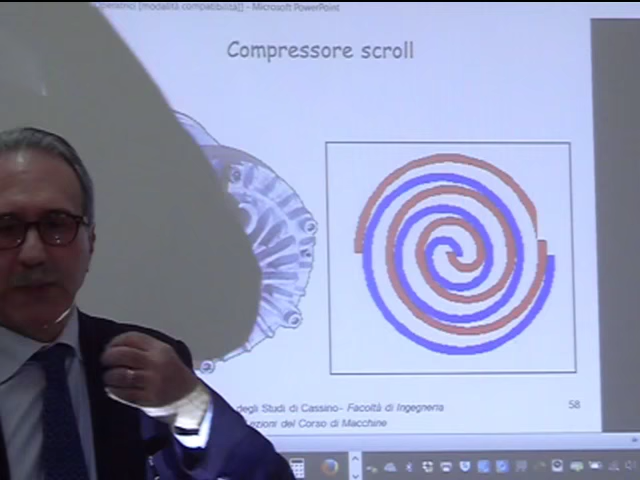 [modalità compatibilità] - Microsoft PowerPoint
Compressore scroll
degli Studi di Cassino- Facoltà di Ingegneria
58
Lezioni del Corso di Macchine